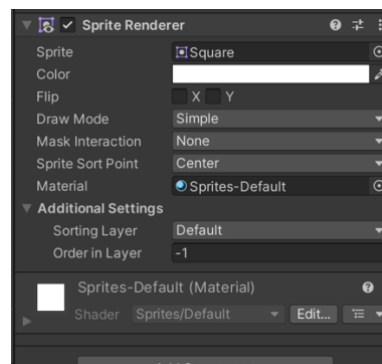 Sprite Renderer
Sprite Square
Color
Flip X Y
Draw Mode Simple
Mask Interaction None
Sprite Sort Point Center
Material Sprites-Default
Additional Settings
Sorting Layer Default
Order in Layer -1
Sprites-Default (Material)
Shader Sprites/Default Edit...